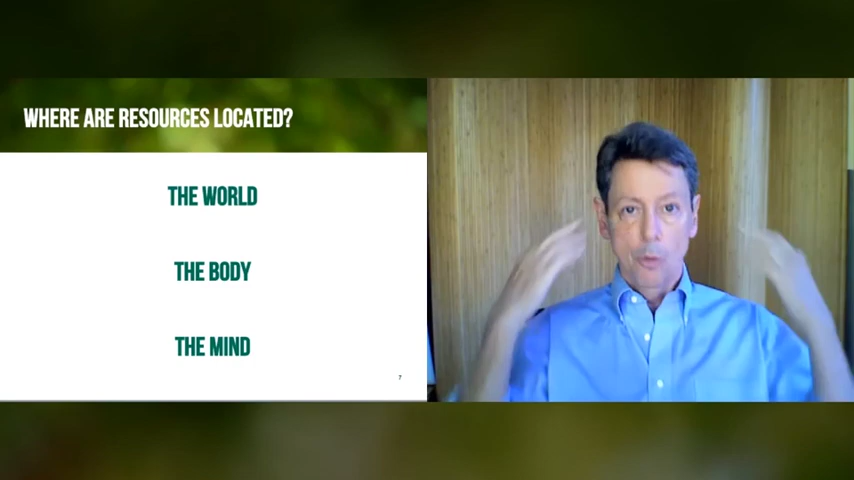 WHERE ARE RESOURCES LOCATED?
THE WORLD
THE BODY
THE MIND
7